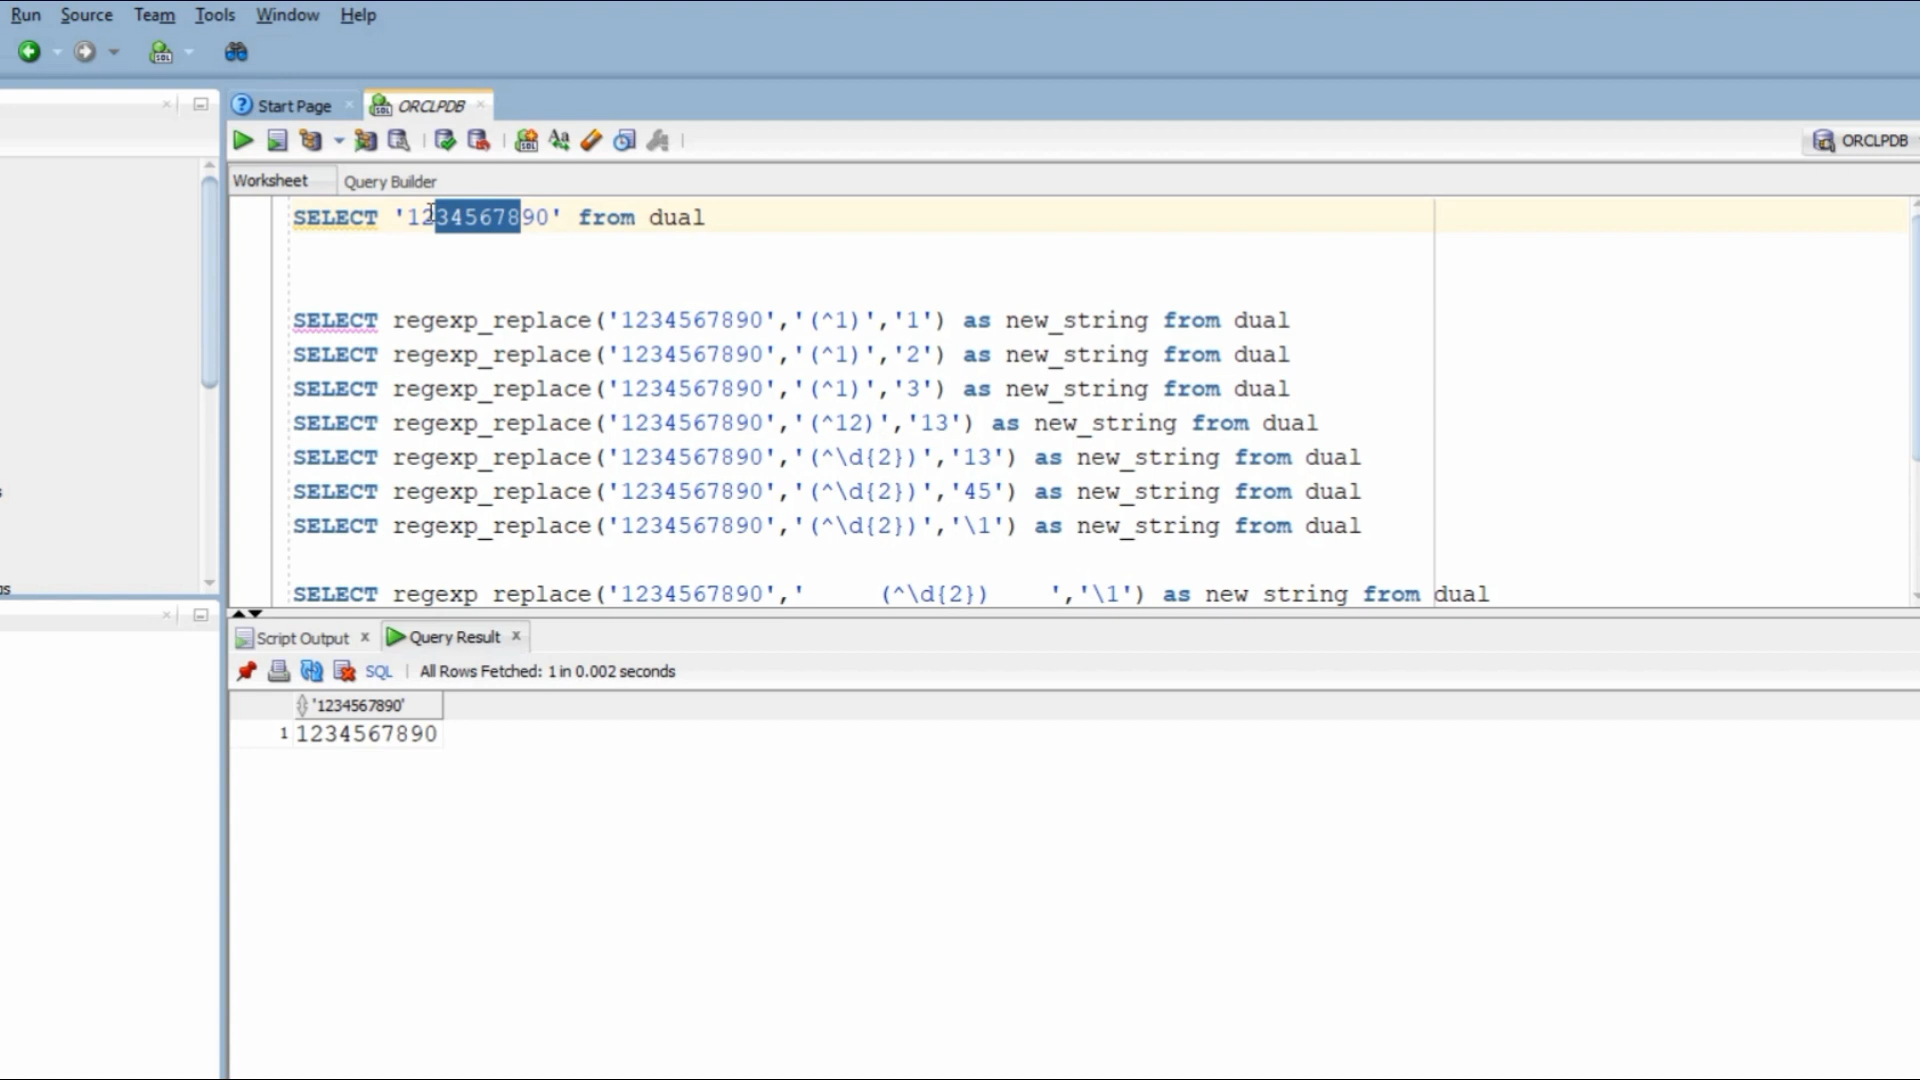 Run Source Team Tools Window Help
Start Page ORCLPDB
ORCLPDB
Worksheet Query Builder
SELECT '1234567890' from dual
SELECT regexp_replace('1234567890','(^1)','1') as new_string from dual
SELECT regexp_replace('1234567890','(^1)','2') as new_string from dual
SELECT regexp_replace('1234567890','(^1)','3') as new_string from dual
SELECT regexp_replace('1234567890','(^12)','13') as new_string from dual
SELECT regexp_replace('1234567890','(^\d{2})','13') as new_string from dual
SELECT regexp_replace('1234567890','(^\d{2})','45') as new_string from dual
SELECT regexp_replace('1234567890','(^\d{2})','\1') as new_string from dual
SELECT regexp_replace('1234567890',' (^\d{2}) ','\1') as new_string from dual
Script Output x Query Result x
SQL | All Rows Fetched: 1 in 0.002 seconds
'1234567890'
1 1234567890